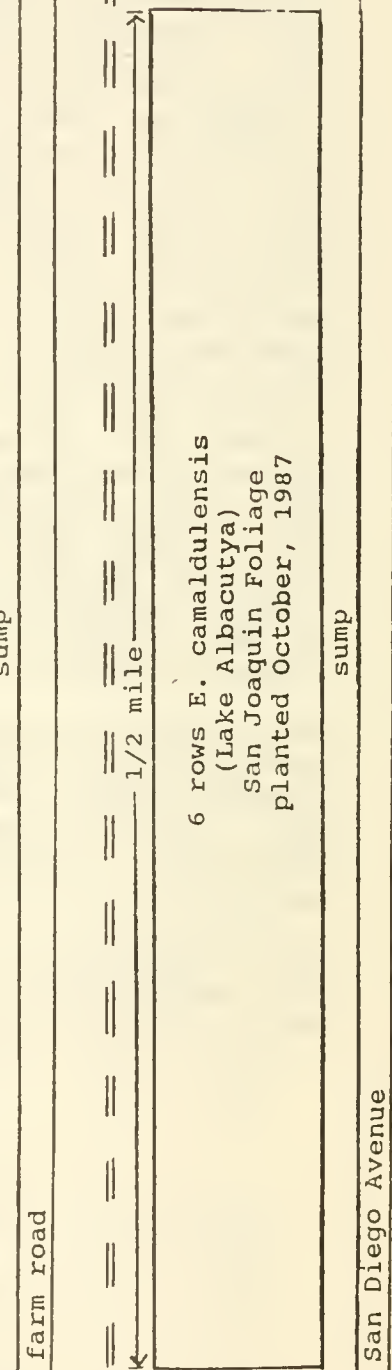 sump
farm road
1/2 mile
6 rows E. camaldulensis
(Lake Albacutya)
San Joaquin Foliage
planted October, 1987
sump
San Diego Avenue